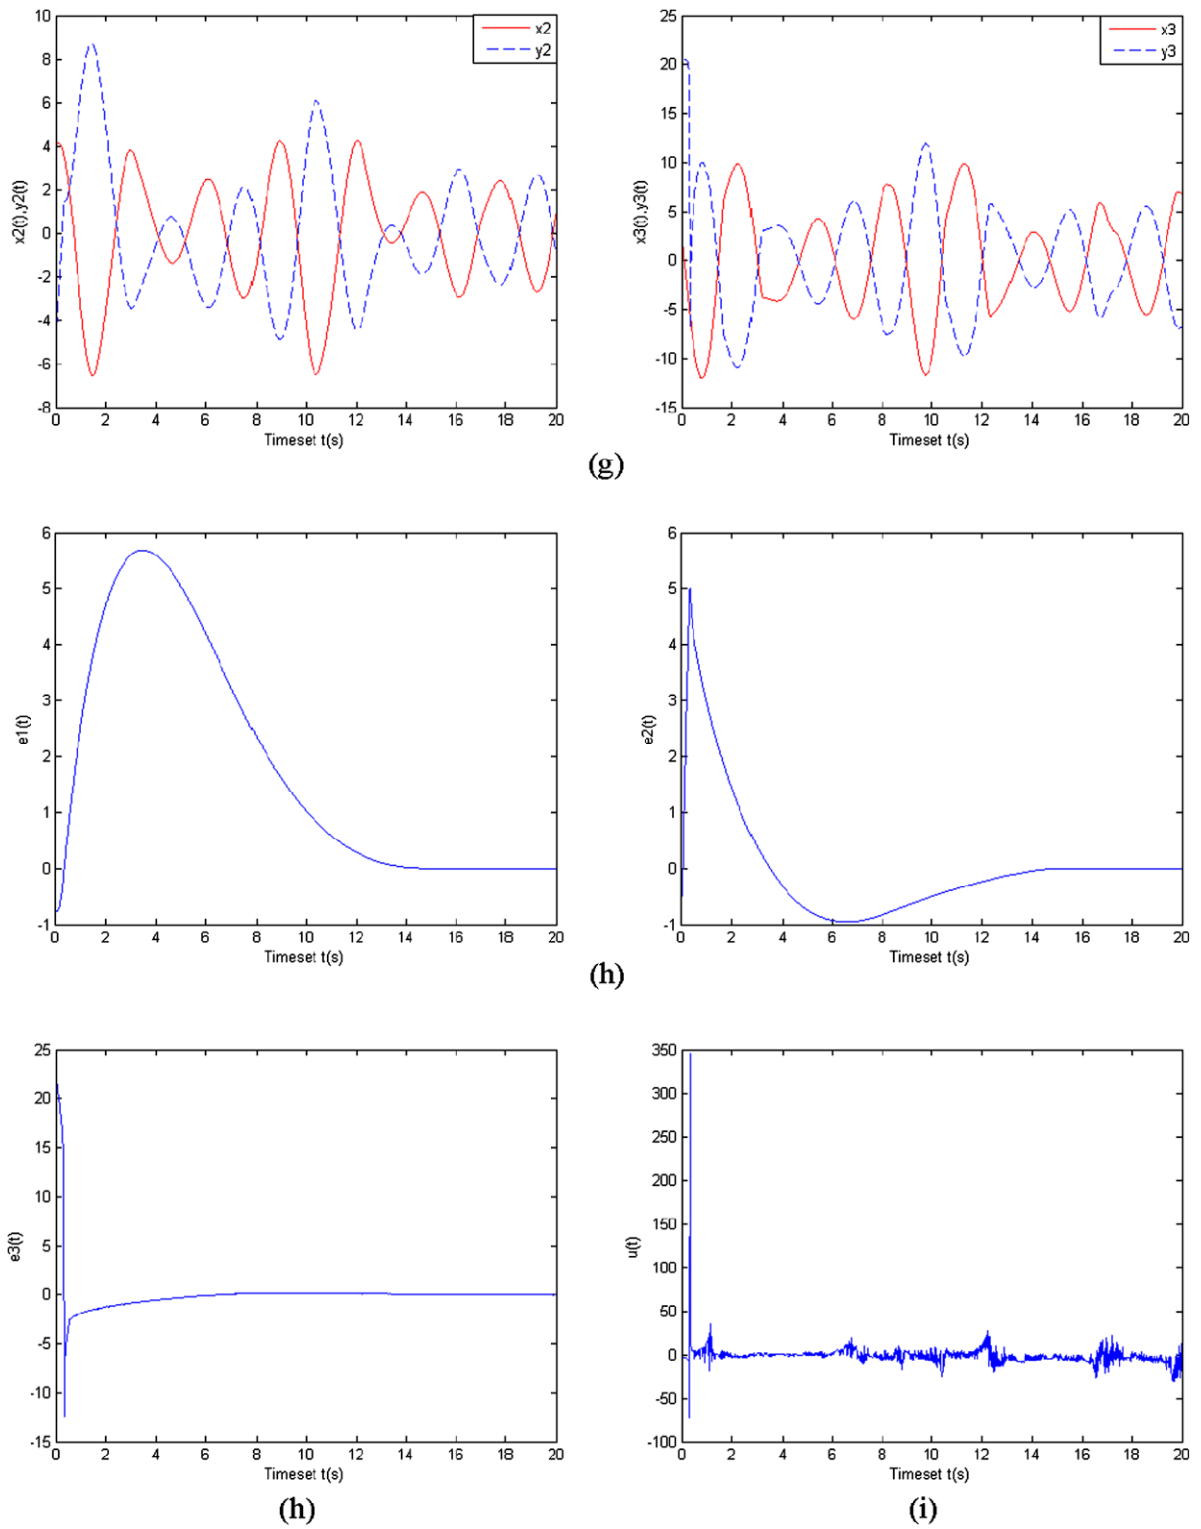 10
8
6
4
2
0
-2
-4
-6
-8
x2(t),y2(t)
x2
y2
0 2 4 6 8 10 12 14 16 18 20
Timeset t(s)
25
20
15
10
5
0
-5
-10
-15
x3(t),y3(t)
x3
y3
0 2 4 6 8 10 12 14 16 18 20
Timeset t(s)
(g)
6
5
4
3
2
1
0
-1
e1(t)
0 2 4 6 8 10 12 14 16 18 20
Timeset t(s)
6
5
4
3
2
1
0
-1
e2(t)
0 2 4 6 8 10 12 14 16 18 20
Timeset t(s)
(h)
25
20
15
10
5
0
-5
-10
-15
e3(t)
0 2 4 6 8 10 12 14 16 18 20
Timeset t(s)
(h)
350
300
250
200
150
100
50
0
-50
-100
u(t)
0 2 4 6 8 10 12 14 16 18 20
Timeset t(s)
(i)